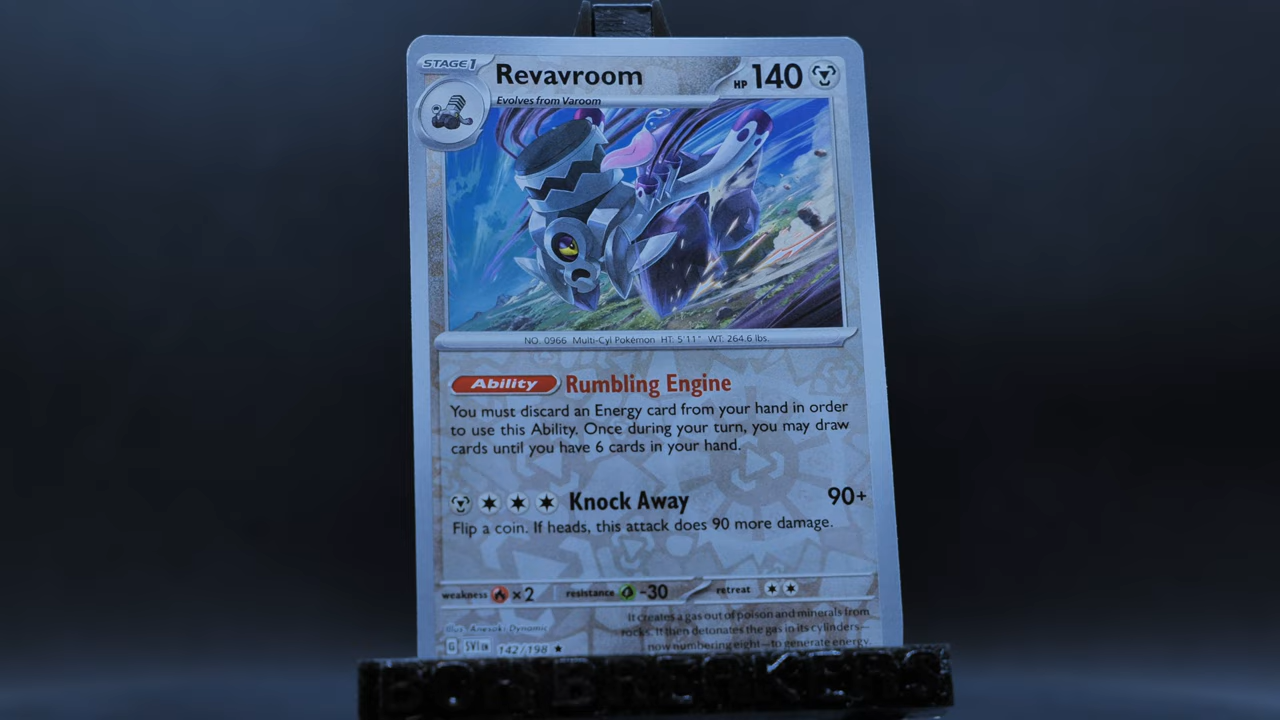 STAGE 1
Revavroom
HP 140
Evolves from Varoom
NO. 0966 Multi-Cyl Pokémon HT: 5'11" WT: 264.6 lbs.
Ability Rumbling Engine
You must discard an Energy card from your hand in order
to use this Ability. Once during your turn, you may draw
cards until you have 6 cards in your hand.
Knock Away 90+
Flip a coin. If heads, this attack does 90 more damage.
weakness ×2 resistance -30 retreat
It creates a gas out of poison and minerals from
rocks. It then detonates the gas in its cylinders—
now numbering eight—to generate energy.
Illus. Anesaki Dynamic
G SVI EN 142/198